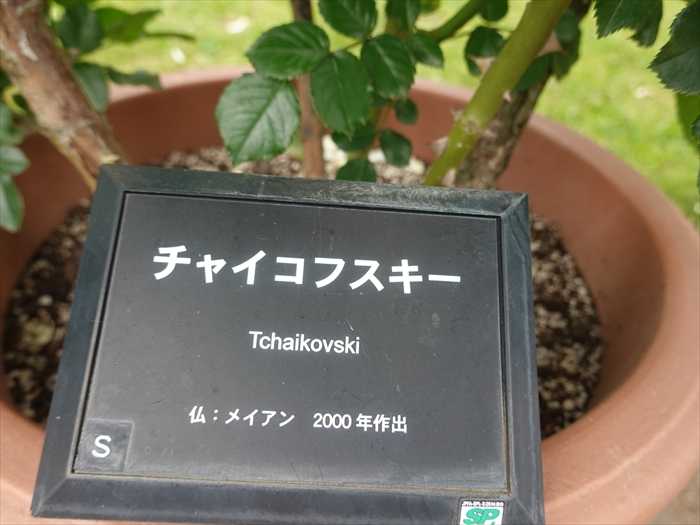 チャイコフスキー
Tchaikovski
仏：メイアン　2000年作出
S
SP